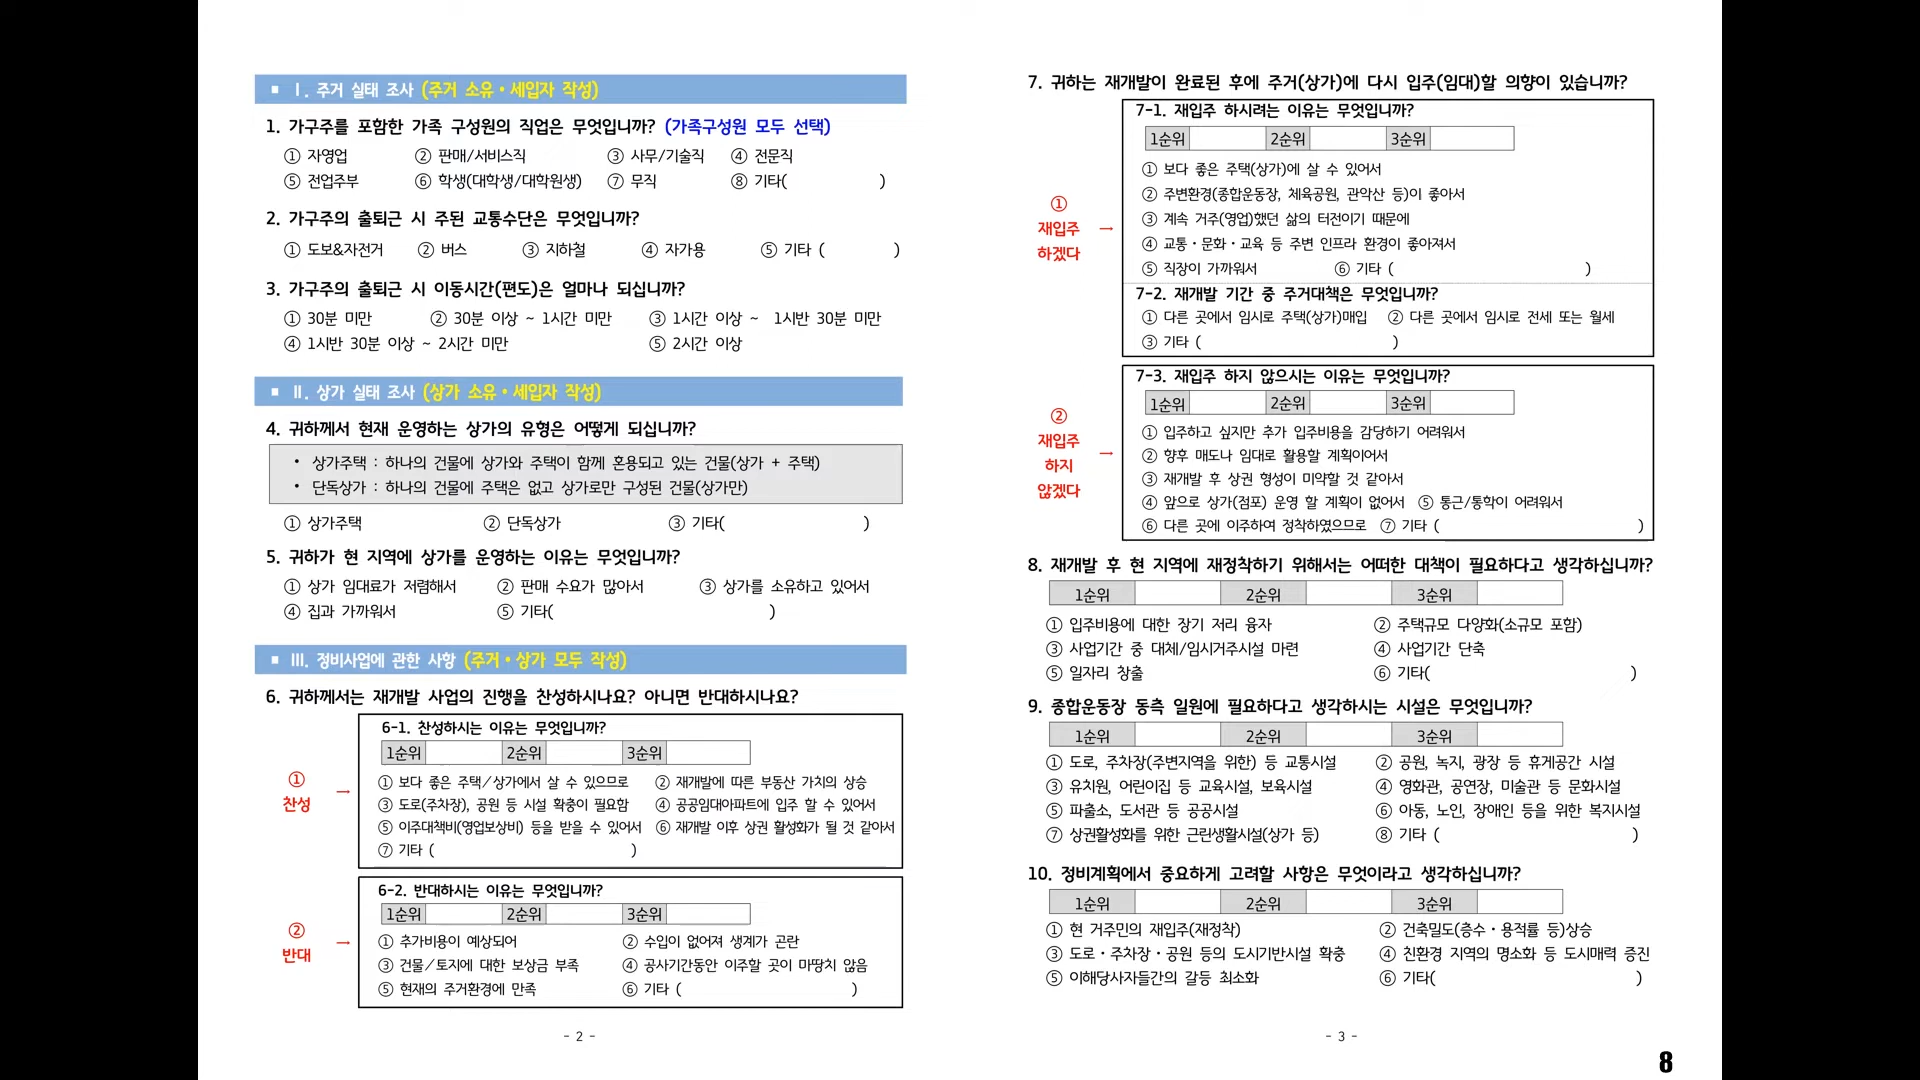 ▪ Ⅰ. 주거 실태 조사 (주거 소유·세입자 작성)
1. 가구주를 포함한 가족 구성원의 직업은 무엇입니까? (가족구성원 모두 선택)
① 자영업 ② 판매/서비스직 ③ 사무/기술직 ④ 전문직
⑤ 전업주부 ⑥ 학생(대학생/대학원생) ⑦ 무직 ⑧ 기타( )
2. 가구주의 출퇴근 시 주된 교통수단은 무엇입니까?
① 도보&자전거 ② 버스 ③ 지하철 ④ 자가용 ⑤ 기타 ( )
3. 가구주의 출퇴근 시 이동시간(편도)은 얼마나 되십니까?
① 30분 미만 ② 30분 이상 ~ 1시간 미만 ③ 1시간 이상 ~ 1시반 30분 미만
④ 1시반 30분 이상 ~ 2시간 미만 ⑤ 2시간 이상
▪ Ⅱ. 상가 실태 조사 (상가 소유·세입자 작성)
4. 귀하께서 현재 운영하는 상가의 유형은 어떻게 되십니까?
• 상가주택 : 하나의 건물에 상가와 주택이 함께 혼용되고 있는 건물(상가 + 주택)
• 단독상가 : 하나의 건물에 주택은 없고 상가로만 구성된 건물(상가만)
① 상가주택 ② 단독상가 ③ 기타( )
5. 귀하가 현 지역에 상가를 운영하는 이유는 무엇입니까?
① 상가 임대료가 저렴해서 ② 판매 수요가 많아서 ③ 상가를 소유하고 있어서
④ 집과 가까워서 ⑤ 기타( )
▪ Ⅲ. 정비사업에 관한 사항 (주거·상가 모두 작성)
6. 귀하께서는 재개발 사업의 진행을 찬성하시나요? 아니면 반대하시나요?
① 찬성 →
6-1. 찬성하시는 이유는 무엇입니까?
1순위 2순위 3순위
① 보다 좋은 주택/상가에서 살 수 있으므로 ② 재개발에 따른 부동산 가치의 상승
③ 도로(주차장), 공원 등 시설 확충이 필요함 ④ 공공임대아파트에 입주 할 수 있어서
⑤ 이주대책비(영업보상비) 등을 받을 수 있어서 ⑥ 재개발 이후 상권 활성화가 될 것 같아서
⑦ 기타 ( )
② 반대 →
6-2. 반대하시는 이유는 무엇입니까?
1순위 2순위 3순위
① 추가비용이 예상되어 ② 수입이 없어져 생계가 곤란
③ 건물/토지에 대한 보상금 부족 ④ 공사기간동안 이주할 곳이 마땅치 않음
⑤ 현재의 주거환경에 만족 ⑥ 기타 ( )
- 2 -
7. 귀하는 재개발이 완료된 후에 주거(상가)에 다시 입주(임대)할 의향이 있습니까?
① 재입주 하겠다 →
7-1. 재입주 하시려는 이유는 무엇입니까?
1순위 2순위 3순위
① 보다 좋은 주택(상가)에 살 수 있어서
② 주변환경(종합운동장, 체육공원, 관악산 등)이 좋아서
③ 계속 거주(영업)했던 삶의 터전이기 때문에
④ 교통·문화·교육 등 주변 인프라 환경이 좋아져서
⑤ 직장이 가까워서 ⑥ 기타 ( )
7-2. 재개발 기간 중 주거대책은 무엇입니까?
① 다른 곳에서 임시로 주택(상가)매입 ② 다른 곳에서 임시로 전세 또는 월세
③ 기타 ( )
② 재입주 하지 않겠다 →
7-3. 재입주 하지 않으시는 이유는 무엇입니까?
1순위 2순위 3순위
① 입주하고 싶지만 추가 입주비용을 감당하기 어려워서
② 향후 매도나 임대로 활용할 계획이어서
③ 재개발 후 상권 형성이 미약할 것 같아서
④ 앞으로 상가(점포) 운영 할 계획이 없어서 ⑤ 통근/통학이 어려워서
⑥ 다른 곳에 이주하여 정착하였으므로 ⑦ 기타 ( )
8. 재개발 후 현 지역에 재정착하기 위해서는 어떠한 대책이 필요하다고 생각하십니까?
1순위 2순위 3순위
① 입주비용에 대한 장기 저리 융자 ② 주택규모 다양화(소규모 포함)
③ 사업기간 중 대체/임시거주시설 마련 ④ 사업기간 단축
⑤ 일자리 창출 ⑥ 기타( )
9. 종합운동장 동측 일원에 필요하다고 생각하시는 시설은 무엇입니까?
1순위 2순위 3순위
① 도로, 주차장(주변지역을 위한) 등 교통시설 ② 공원, 녹지, 광장 등 휴게공간 시설
③ 유치원, 어린이집 등 교육시설, 보육시설 ④ 영화관, 공연장, 미술관 등 문화시설
⑤ 파출소, 도서관 등 공공시설 ⑥ 아동, 노인, 장애인 등을 위한 복지시설
⑦ 상권활성화를 위한 근린생활시설(상가 등) ⑧ 기타 ( )
10. 정비계획에서 중요하게 고려할 사항은 무엇이라고 생각하십니까?
1순위 2순위 3순위
① 현 거주민의 재입주(재정착) ② 건축밀도(층수·용적률 등)상승
③ 도로·주차장·공원 등의 도시기반시설 확충 ④ 친환경 지역의 명소화 등 도시매력 증진
⑤ 이해당사자들간의 갈등 최소화 ⑥ 기타( )
- 3 -
8